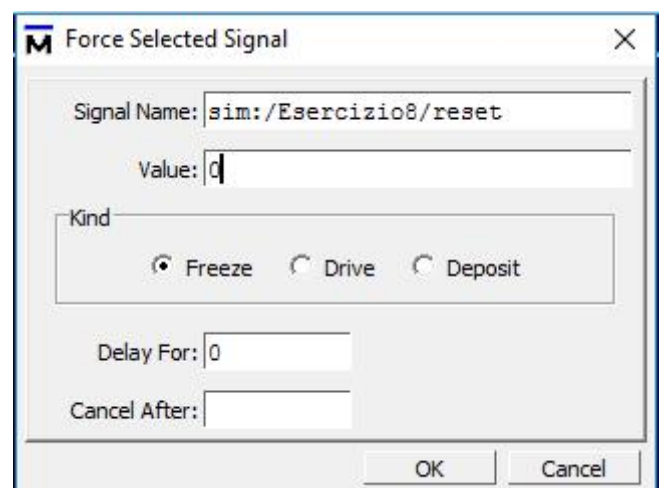 Force Selected Signal
Signal Name: sim:/Esercizio8/reset
Value: 0
Kind
Freeze Drive Deposit
Delay For: 0
Cancel After:
OK Cancel